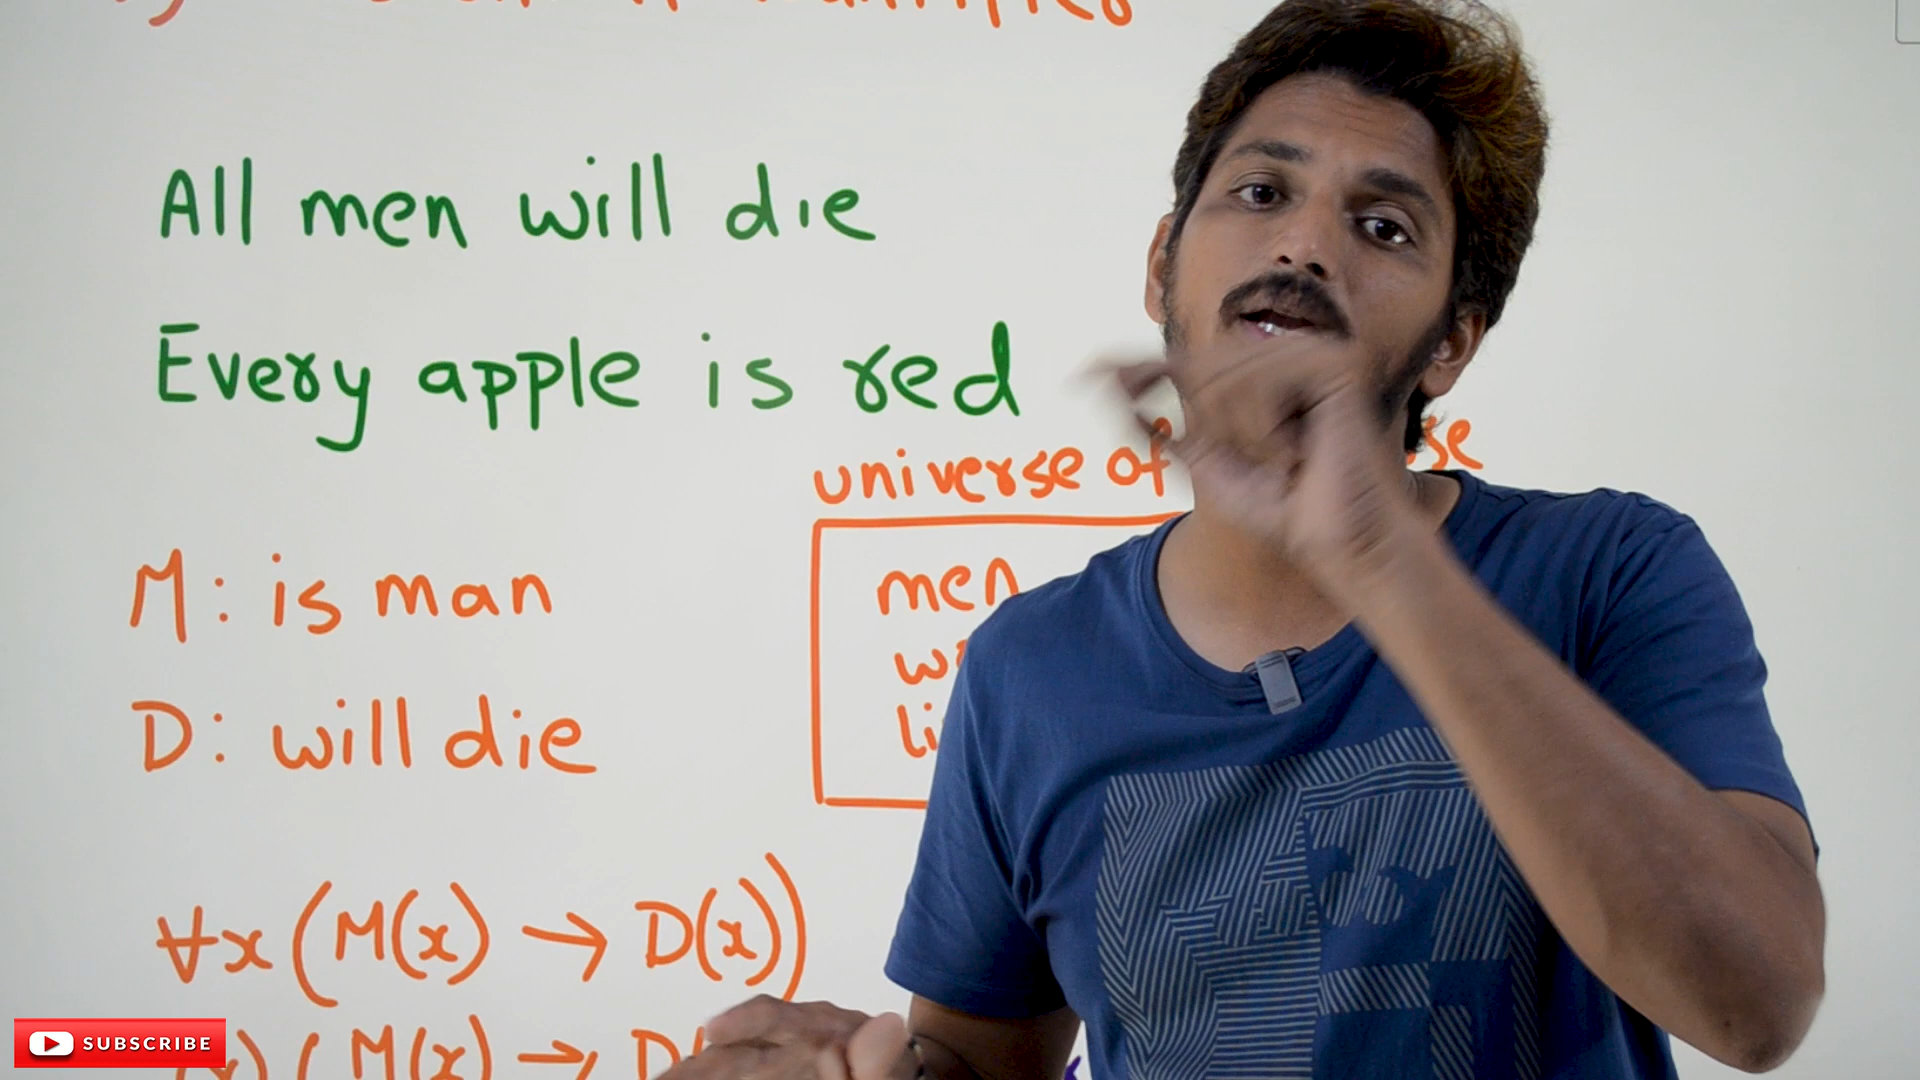 All men will die
Every apple is red
universe of
M: is man
men
D: will die
∀x (M(x) → D(x))
(M(x) →
SUBSCRIBE